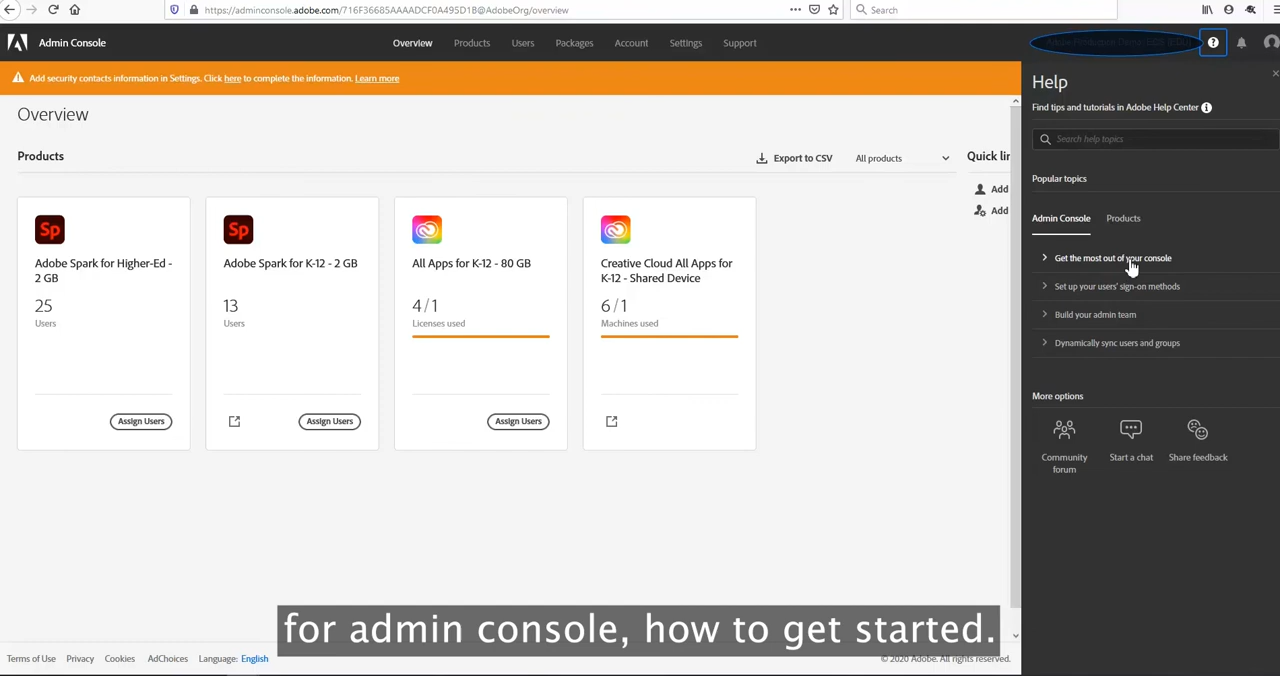 https://adminconsole.adobe.com/716F36685AAAADCF0A495D1B@AdobeOrg/overview
Search
Admin Console
Overview
Products
Users
Packages
Account
Settings
Support
Add security contacts information in Settings. Click here to complete the information. Learn more
Overview
Products
Export to CSV
All products
Quick lin
Add
Add
Sp
Adobe Spark for Higher-Ed -
2 GB
25
Users
Assign Users
Sp
Adobe Spark for K-12 - 2 GB
13
Users
Assign Users
All Apps for K-12 - 80 GB
4/1
Licenses used
Assign Users
Creative Cloud All Apps for
K-12 - Shared Device
6/1
Machines used
Help
Find tips and tutorials in Adobe Help Center
Search help topics
Popular topics
Admin Console
Products
Get the most out of your console
Set up your users' sign-on methods
Build your admin team
Dynamically sync users and groups
More options
Community
forum
Start a chat
Share feedback
for admin console, how to get started.
Terms of Use
Privacy
Cookies
AdChoices
Language: English
© 2020 Adobe. All rights reserved.